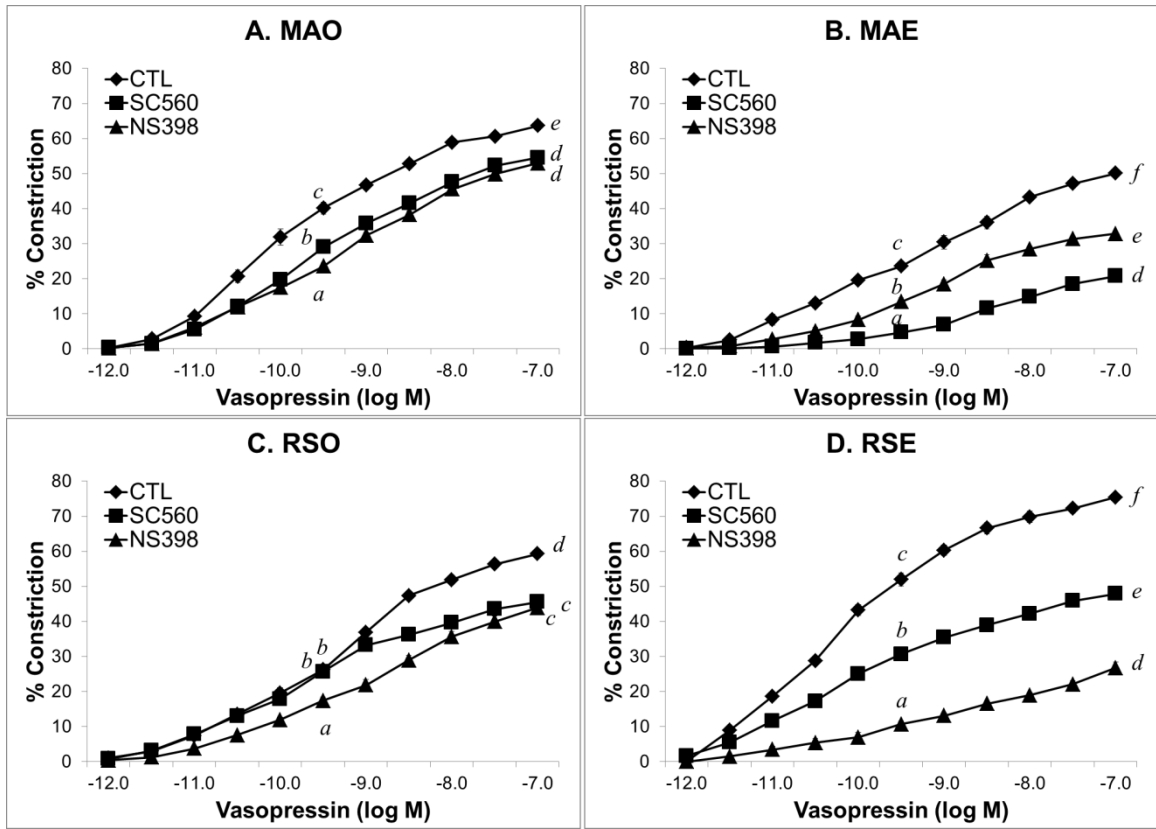 A. MAO
80
70
60
50
40
30
20
10
0
% Constriction
CTL
SC560
NS398
e
d
d
c
b
a
-12.0 -11.0 -10.0 -9.0 -8.0 -7.0
Vasopressin (log M)
B. MAE
80
70
60
50
40
30
20
10
0
% Constriction
CTL
SC560
NS398
f
e
d
c
b
a
-12.0 -11.0 -10.0 -9.0 -8.0 -7.0
Vasopressin (log M)
C. RSO
80
70
60
50
40
30
20
10
0
% Constriction
CTL
SC560
NS398
d
c
c
b
b
a
-12.0 -11.0 -10.0 -9.0 -8.0 -7.0
Vasopressin (log M)
D. RSE
80
70
60
50
40
30
20
10
0
% Constriction
CTL
SC560
NS398
f
e
d
c
b
a
-12.0 -11.0 -10.0 -9.0 -8.0 -7.0
Vasopressin (log M)